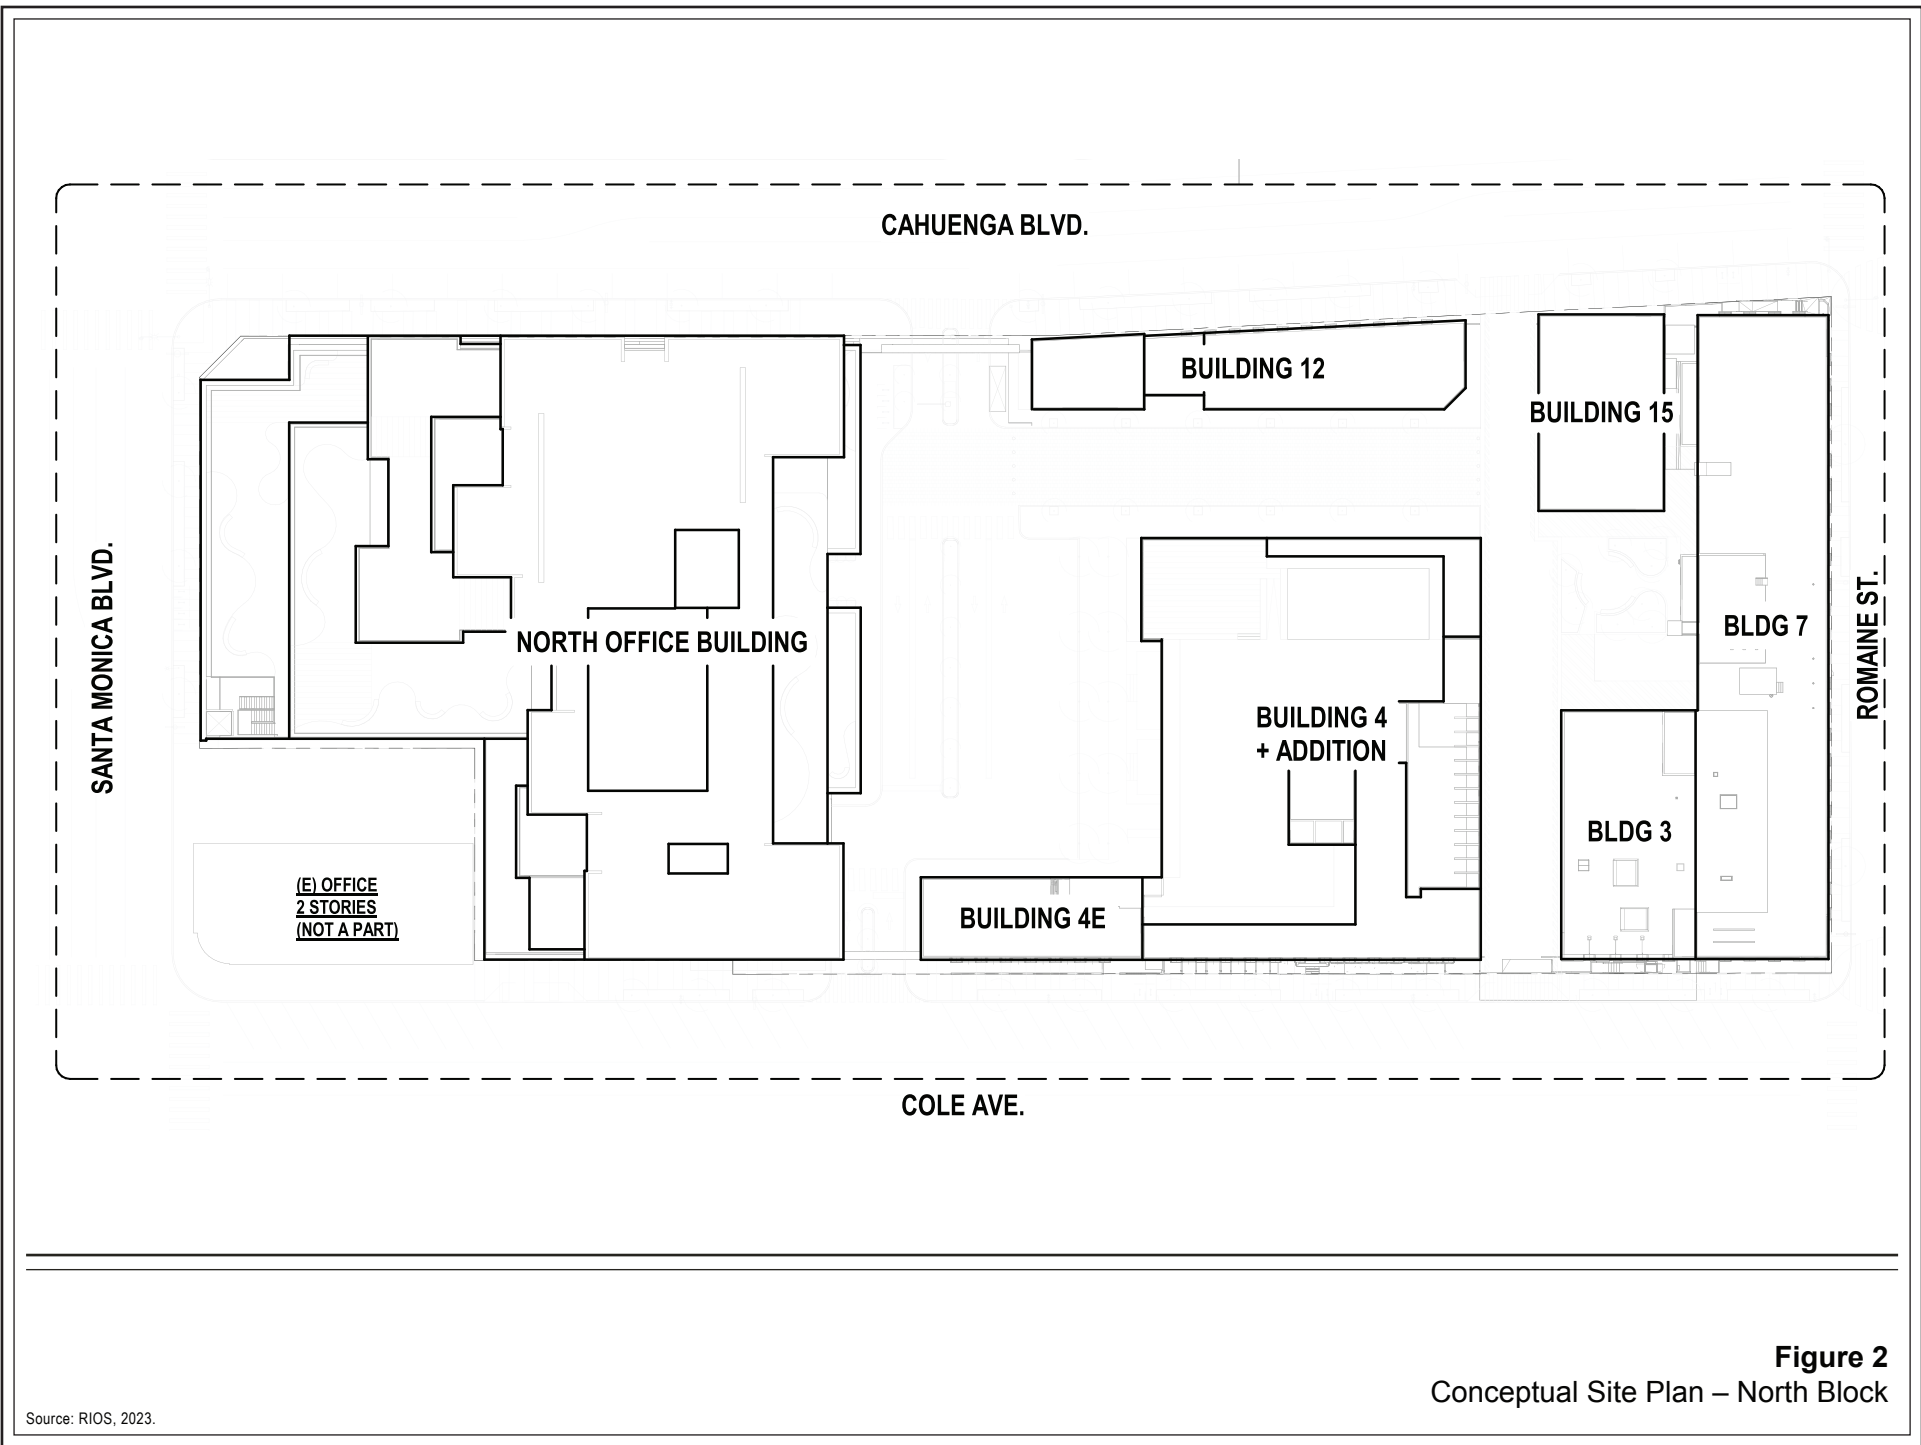 CAHUENGA BLVD.
BUILDING 12
BUILDING 15
SANTA MONICA BLVD.
NORTH OFFICE BUILDING
BLDG 7
ROMAINE ST.
BUILDING 4
+ ADDITION
BLDG 3
(E) OFFICE
2 STORIES
(NOT A PART)
BUILDING 4E
COLE AVE.
Figure 2
Conceptual Site Plan – North Block
Source: RIOS, 2023.